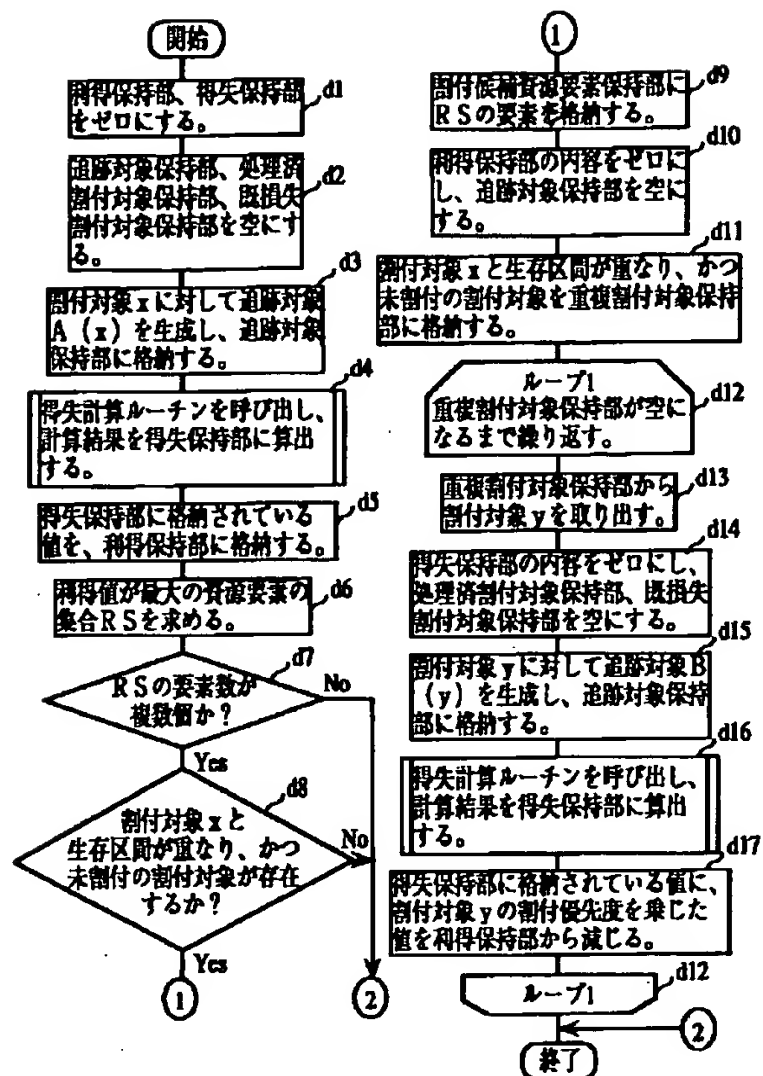 開始
利得保持部、得失保持部
をゼロにする。
d1
追跡対象保持部、処理済
割付対象保持部、既損失
割付対象保持部を空にす
る。
d2
割付対象xに対して追跡対象
A(x)を生成し、追跡対象
保持部に格納する。
d3
得失計算ルーチンを呼び出し、
計算結果を得失保持部に算出
する。
d4
得失保持部に格納されている
値を、利得保持部に格納する。
d5
利得値が最大の資源要素の
集合RSを求める。
d6
RSの要素数が
複数個か?
d7
No
Yes
割付対象xと
生存区間が重なり、かつ
未割付の割付対象が存在
するか?
d8
No
Yes
1
2
1
割付候補資源要素保持部に
RSの要素を格納する。
d9
利得保持部の内容をゼロに
し、追跡対象保持部を空に
する。
d10
割付対象xと生存区間が重なり、かつ
未割付の割付対象を重複割付対象保持
部に格納する。
d11
ループ1
重複割付対象保持部が空に
なるまで繰り返す。
d12
重複割付対象保持部から
割付対象yを取り出す。
d13
得失保持部の内容をゼロにし、
処理済割付対象保持部、既損失
割付対象保持部を空にする。
d14
割付対象yに対して追跡対象B
(y)を生成し、追跡対象保持
部に格納する。
d15
得失計算ルーチンを呼び出し、
計算結果を得失保持部に算出
する。
d16
得失保持部に格納されている値に、
割付対象yの割付優先度を乗じた
値を利得保持部から減じる。
d17
ループ1
d12
2
終了